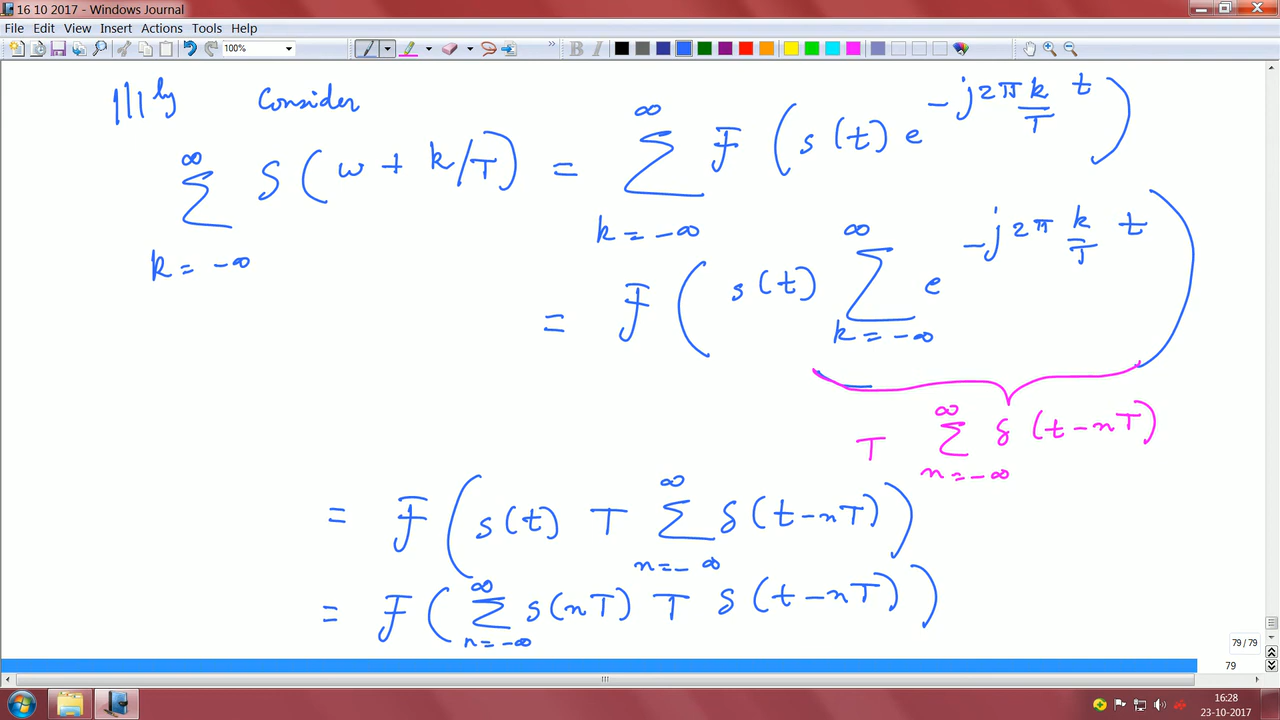 16 10 2017 - Windows Journal
File Edit View Insert Actions Tools Help
100%
B I
|||ly Consider
∞ ∑ k = -∞ S(ω + k/T) = ∞ ∑ k = -∞ F(s(t) e^{-j2π k/T t})
= F(s(t) ∞ ∑ k = -∞ e^{-j2π k/T t})
T ∞ ∑ n = -∞ δ(t-nT)
= F(s(t) T ∞ ∑ n = -∞ δ(t-nT))
= F(∞ ∑ n = -∞ s(nT) T δ(t-nT))
79/79
79
16:28
23-10-2017